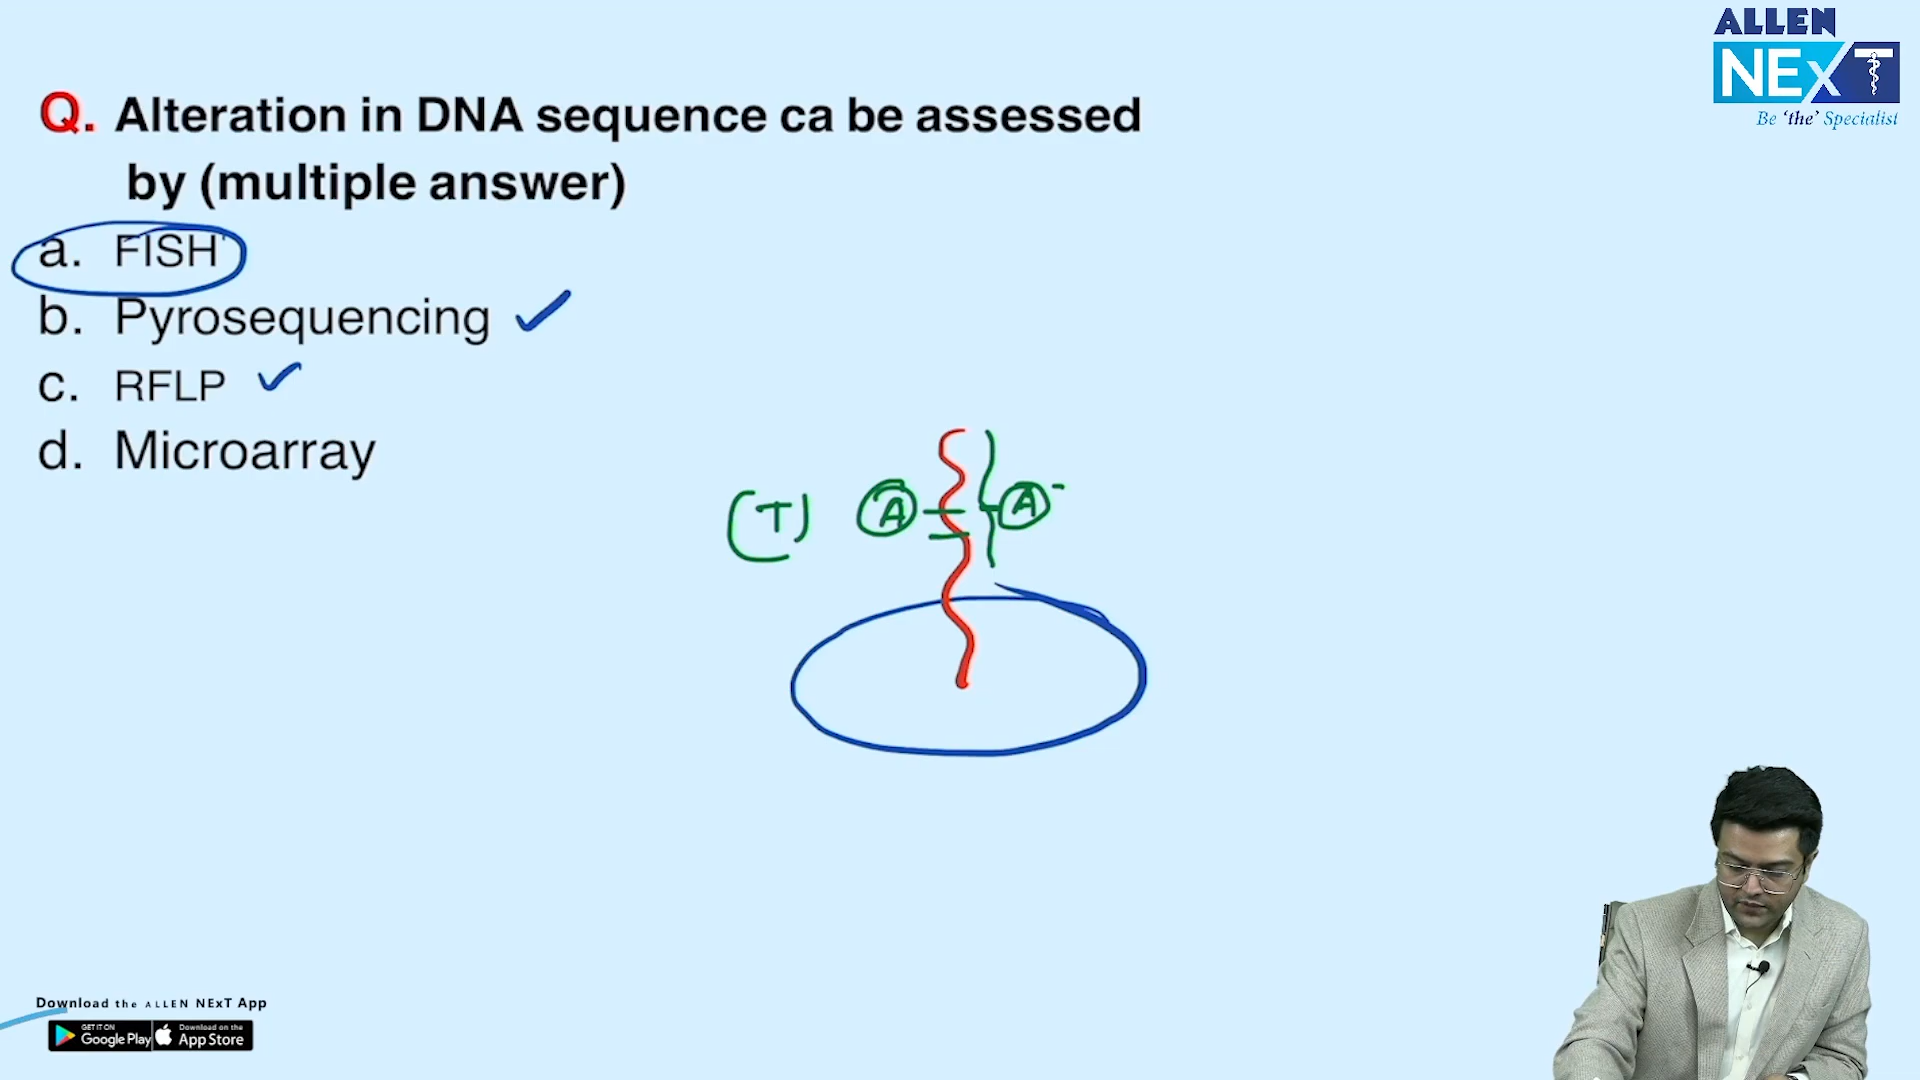 ALLEN
NExT
Be 'the' Specialist
Q. Alteration in DNA sequence ca be assessed
by (multiple answer)
a. FISH
b. Pyrosequencing
c. RFLP
d. Microarray
(T) A A
Download the ALLEN NExT App
GET IT ON Google Play Download on the App Store